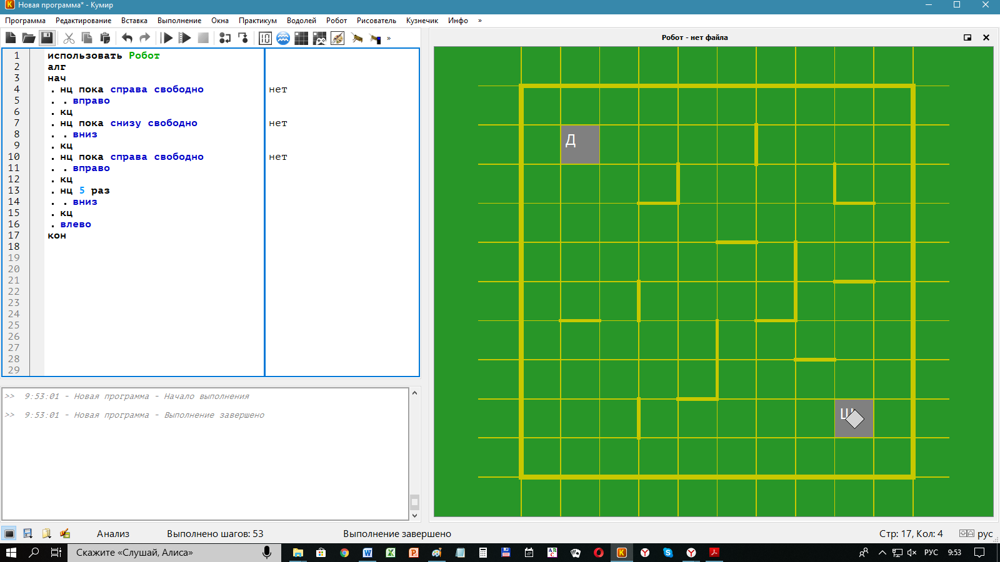 Новая программа* - Кумир
Программа Редактирование Вставка Выполнение Окна Практикум Водолей Робот Рисователь Кузнечик Инфо »
Робот - нет файла
1 использовать Робот
2 алг
3 нач
4 . нц пока справа свободно нет
5 . . вправо
6 . кц
7 . нц пока снизу свободно нет
8 . . вниз
9 . кц
10 . нц пока справа свободно нет
11 . . вправо
12 . кц
13 . нц 5 раз
14 . . вниз
15 . кц
16 . влево
17 кон
18
19
20
21
22
23
24
25
26
27
28
29
Д
Ш
>> 9:53:01 - Новая программа - Начало выполнения
>> 9:53:01 - Новая программа - Выполнение завершено
Анализ Выполнено шагов: 53 Выполнение завершено Стр: 17, Кол: 4 рус
Скажите «Слушай, Алиса» РУС 9:53